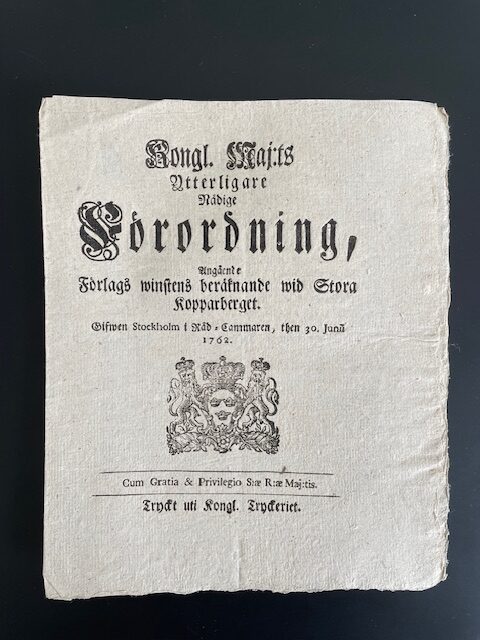 Kongl. Maj:ts
Ytterligare
Nådige
Förordning,
Angående
Förlags winstens beräknande wid Stora
Kopparberget.
Gifwen Stockholm i Råd-Cammaren, then 30. Junii
1762.
Cum Gratia & Privilegio S:æ R:æ Maj:tis.
Tryckt uti Kongl. Tryckeriet.